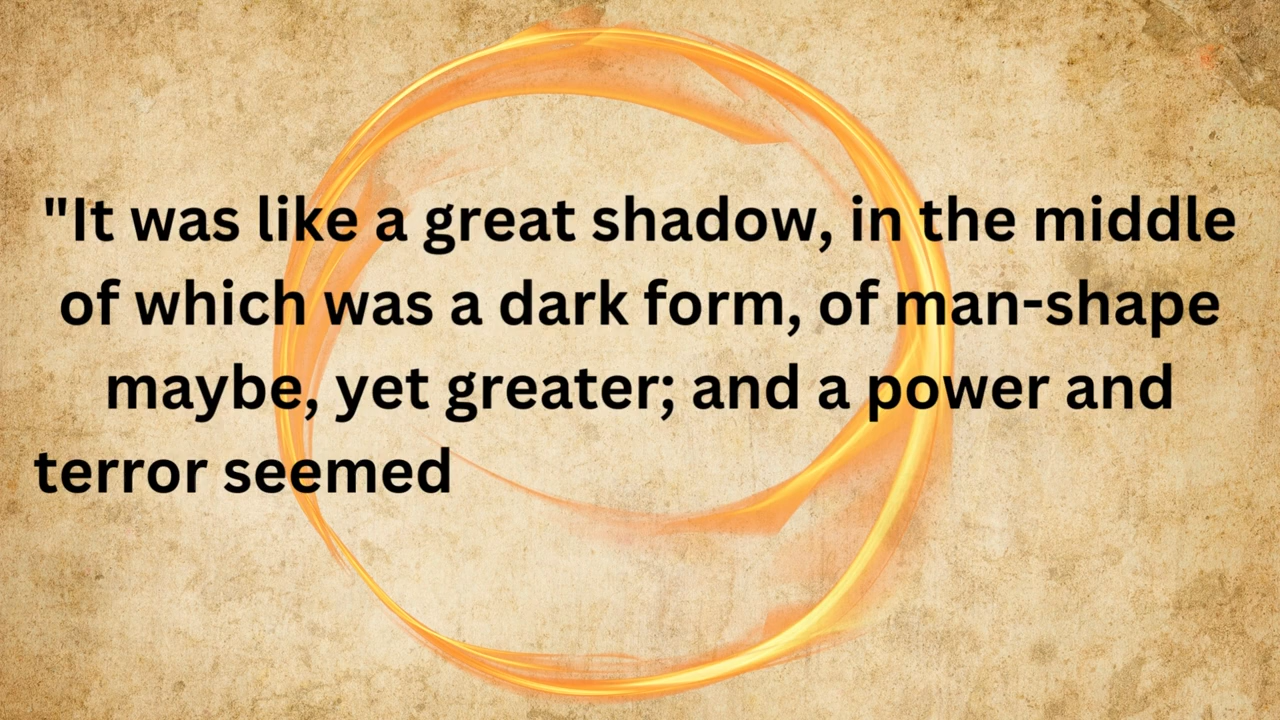 "It was like a great shadow, in the middle
of which was a dark form, of man-shape
maybe, yet greater; and a power and
terror seemed